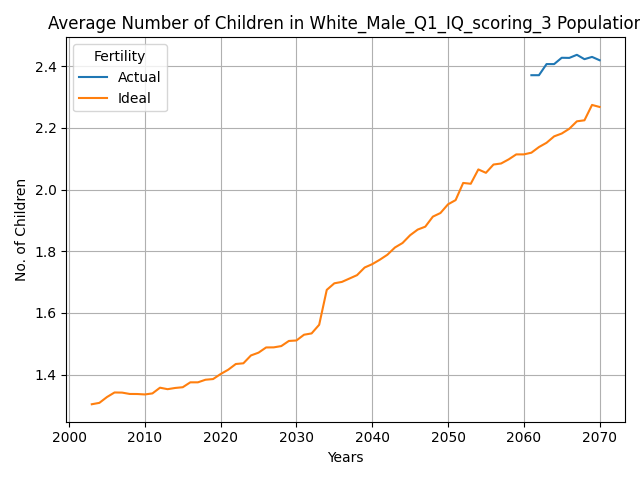 Average Number of Children in White_Male_Q1_IQ_scoring_3 Population
Fertility
Actual
Ideal
No. of Children
2.4
2.2
2.0
1.8
1.6
1.4
2000 2010 2020 2030 2040 2050 2060 2070
Years